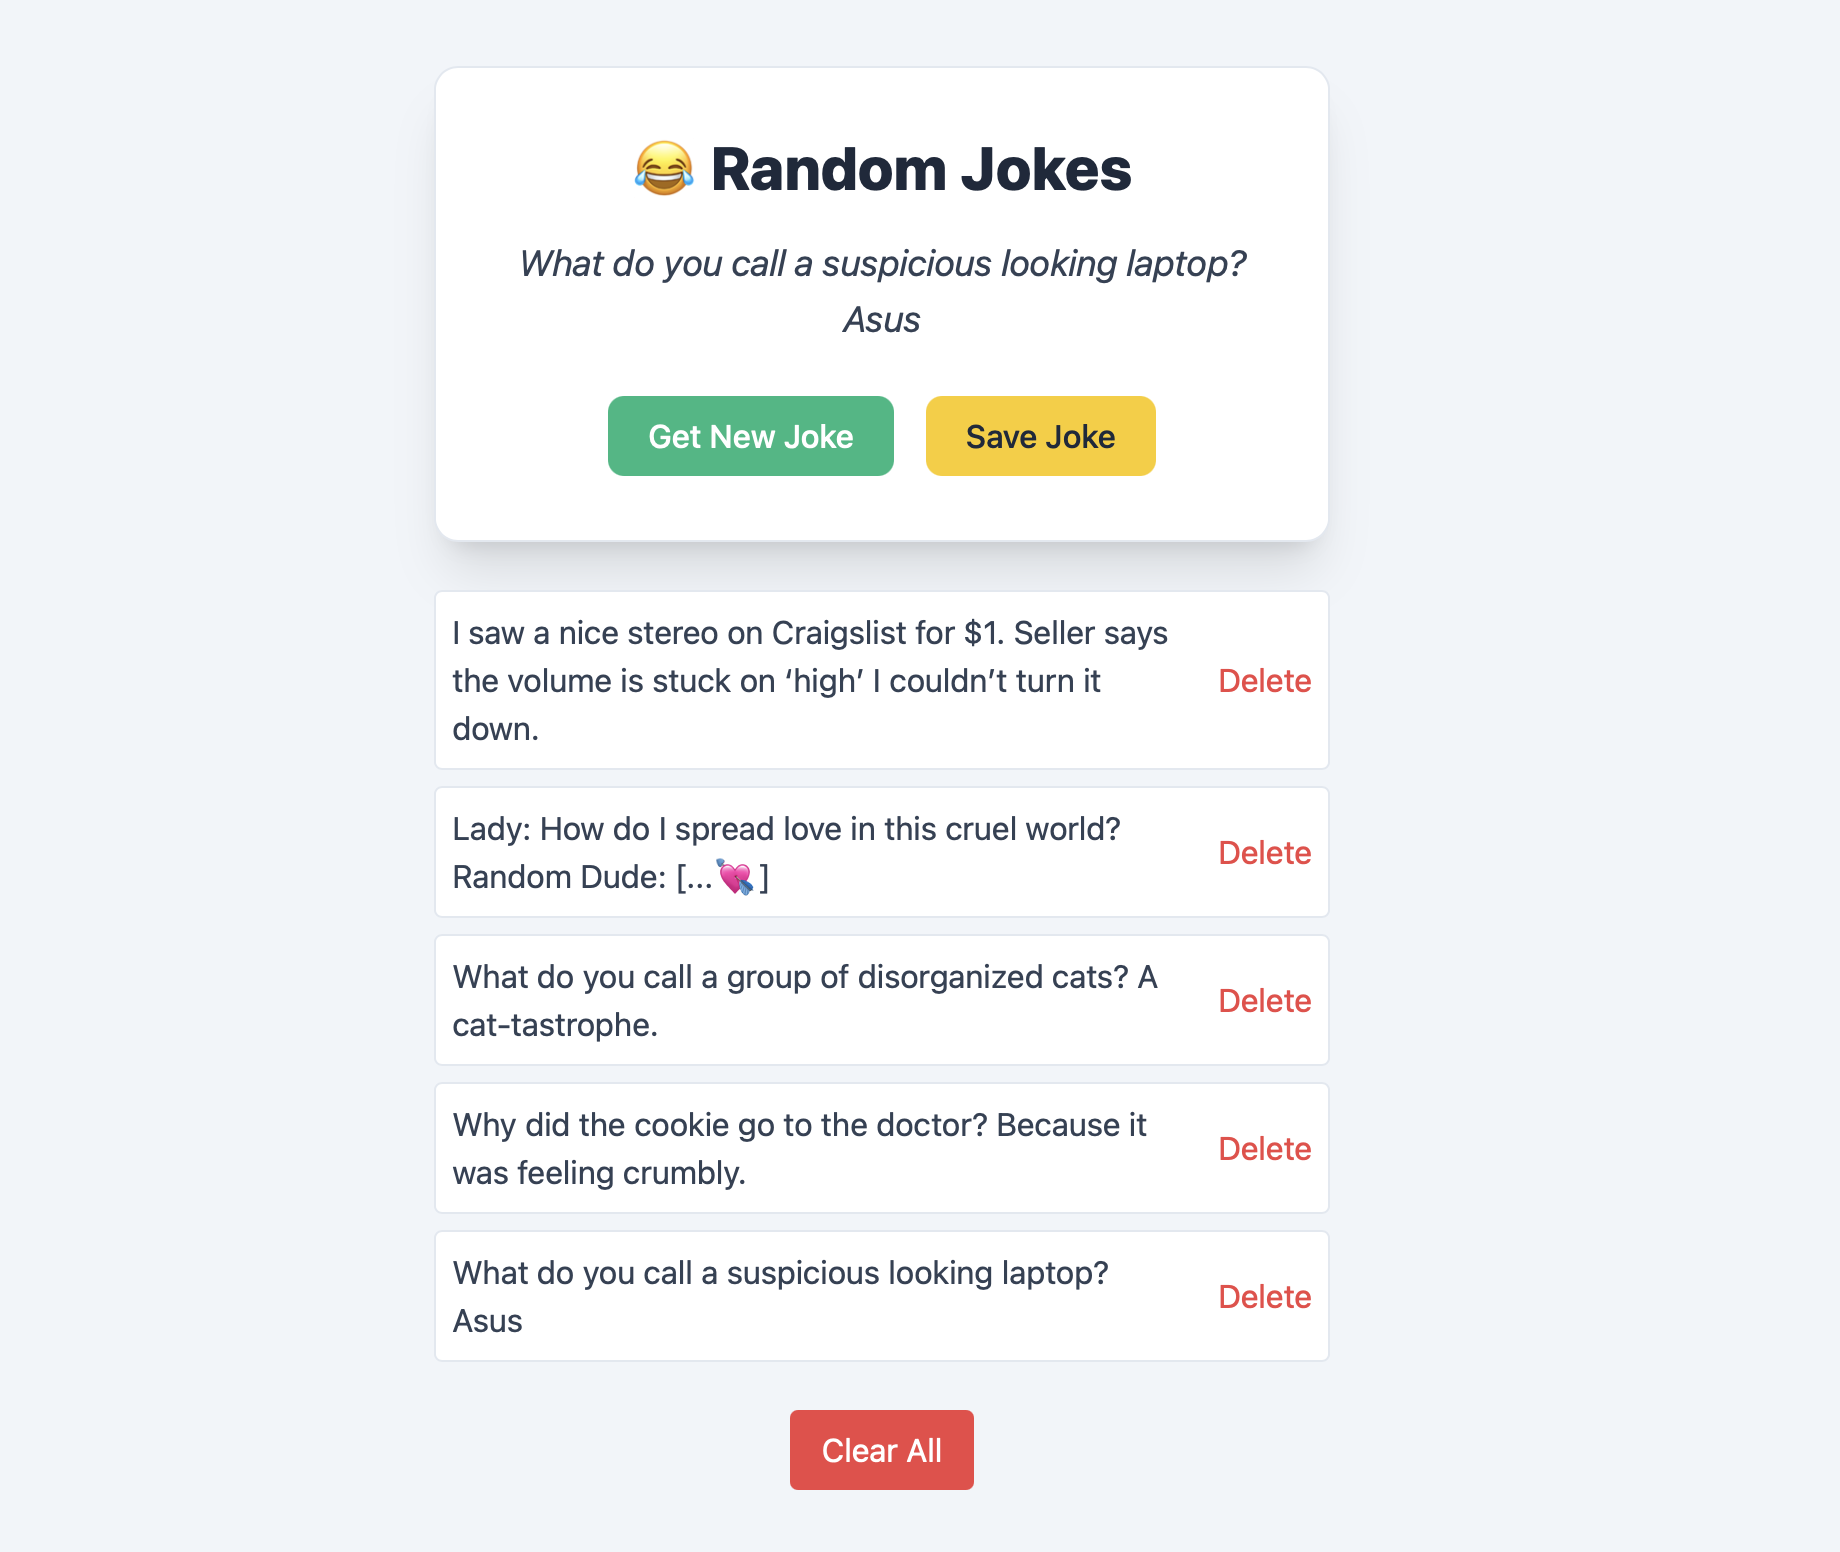 😂 Random Jokes
What do you call a suspicious looking laptop?
Asus
Get New Joke
Save Joke
I saw a nice stereo on Craigslist for $1. Seller says
the volume is stuck on ‘high’ I couldn’t turn it
down.
Delete
Lady: How do I spread love in this cruel world?
Random Dude: [...💘]
Delete
What do you call a group of disorganized cats? A
cat-tastrophe.
Delete
Why did the cookie go to the doctor? Because it
was feeling crumbly.
Delete
What do you call a suspicious looking laptop?
Asus
Delete
Clear All